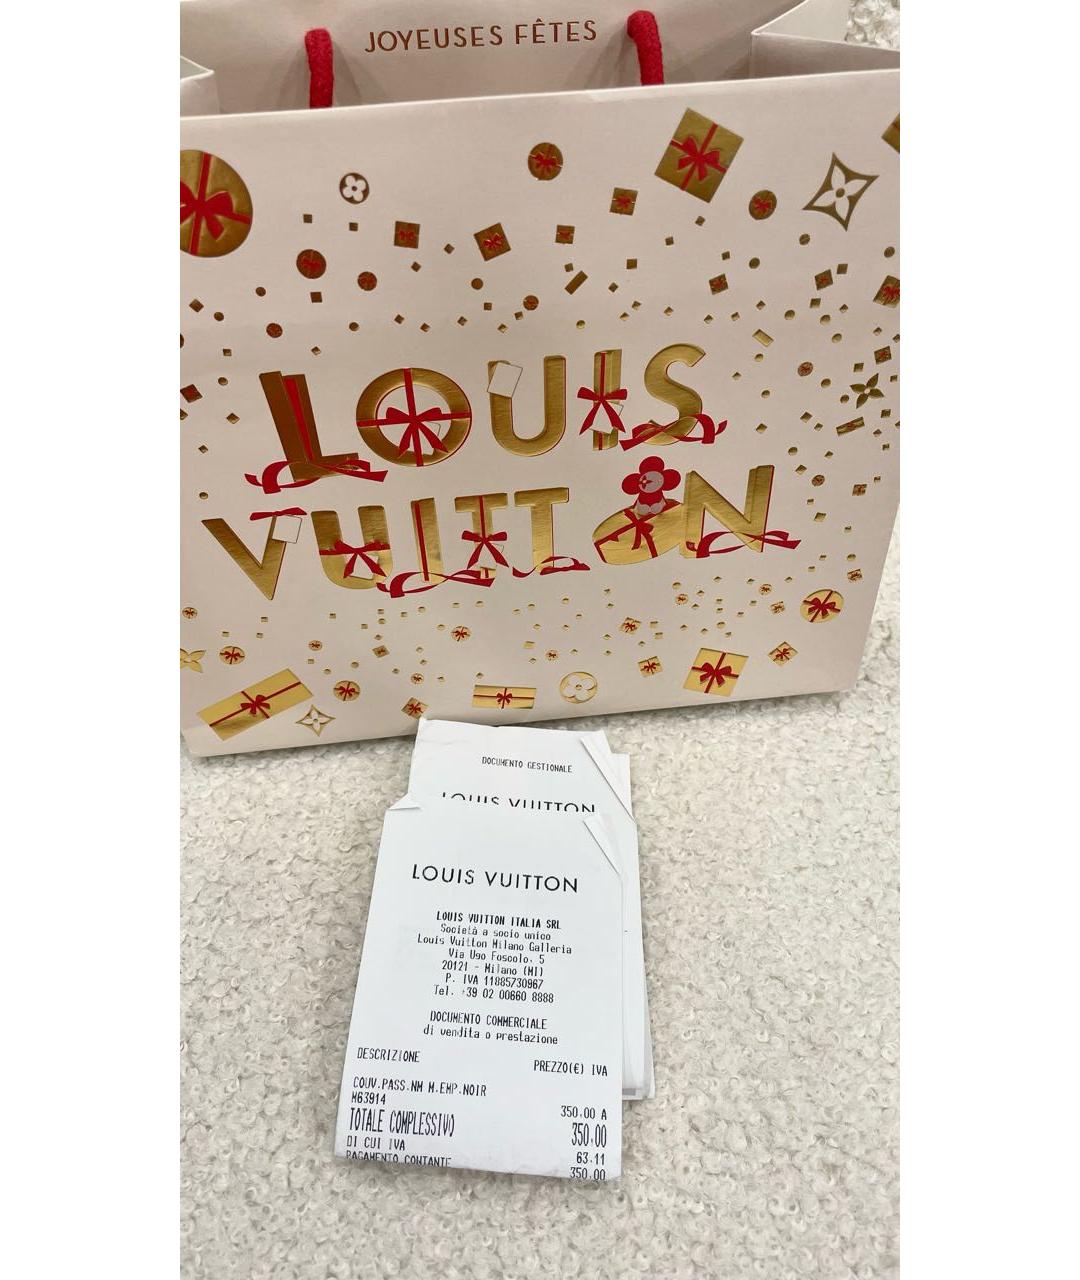 JOYEUSES FÊTES
LOUIS
VUITTON
DOCUMENTO GESTIONALE
LOUIS VUITTON
LOUIS VUITTON
LOUIS VUITTON ITALIA SRL
Società a socio unico
Louis Vuitton Milano Galleria
Via Ugo Foscolo, 5
20121 - Milano (MI)
P. IVA 11885730967
Tel. +39 02 00660 8888
DOCUMENTO COMMERCIALE
di vendita o prestazione
DESCRIZIONE PREZZO(€) IVA
COUV.PASS.NM M.EMP.NOIR
M63914 350,00 A
TOTALE COMPLESSIVO 350,00
DI CUI IVA 63,11
PAGAMENTO CONTANTE 350,00